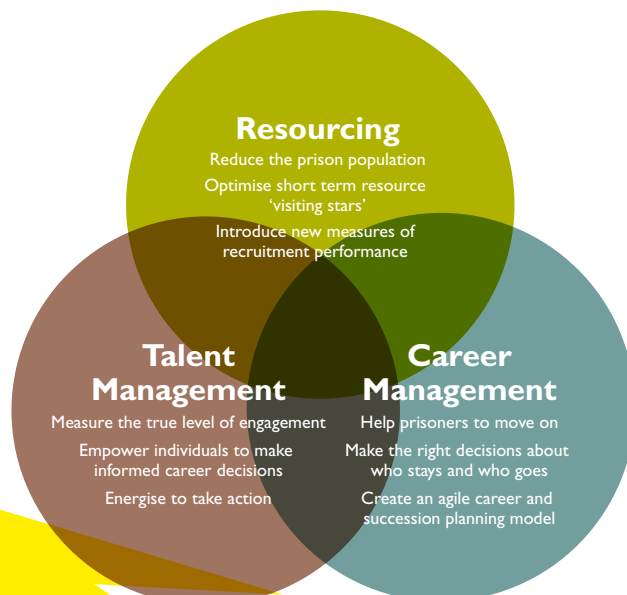 Resourcing
Reduce the prison population
Optimise short term resource
‘visiting stars’
Introduce new measures of
recruitment performance
Talent
Management
Measure the true level of engagement
Empower individuals to make
informed career decisions
Energise to take action
Career
Management
Help prisoners to move on
Make the right decisions about
who stays and who goes
Create an agile career and
succession planning model